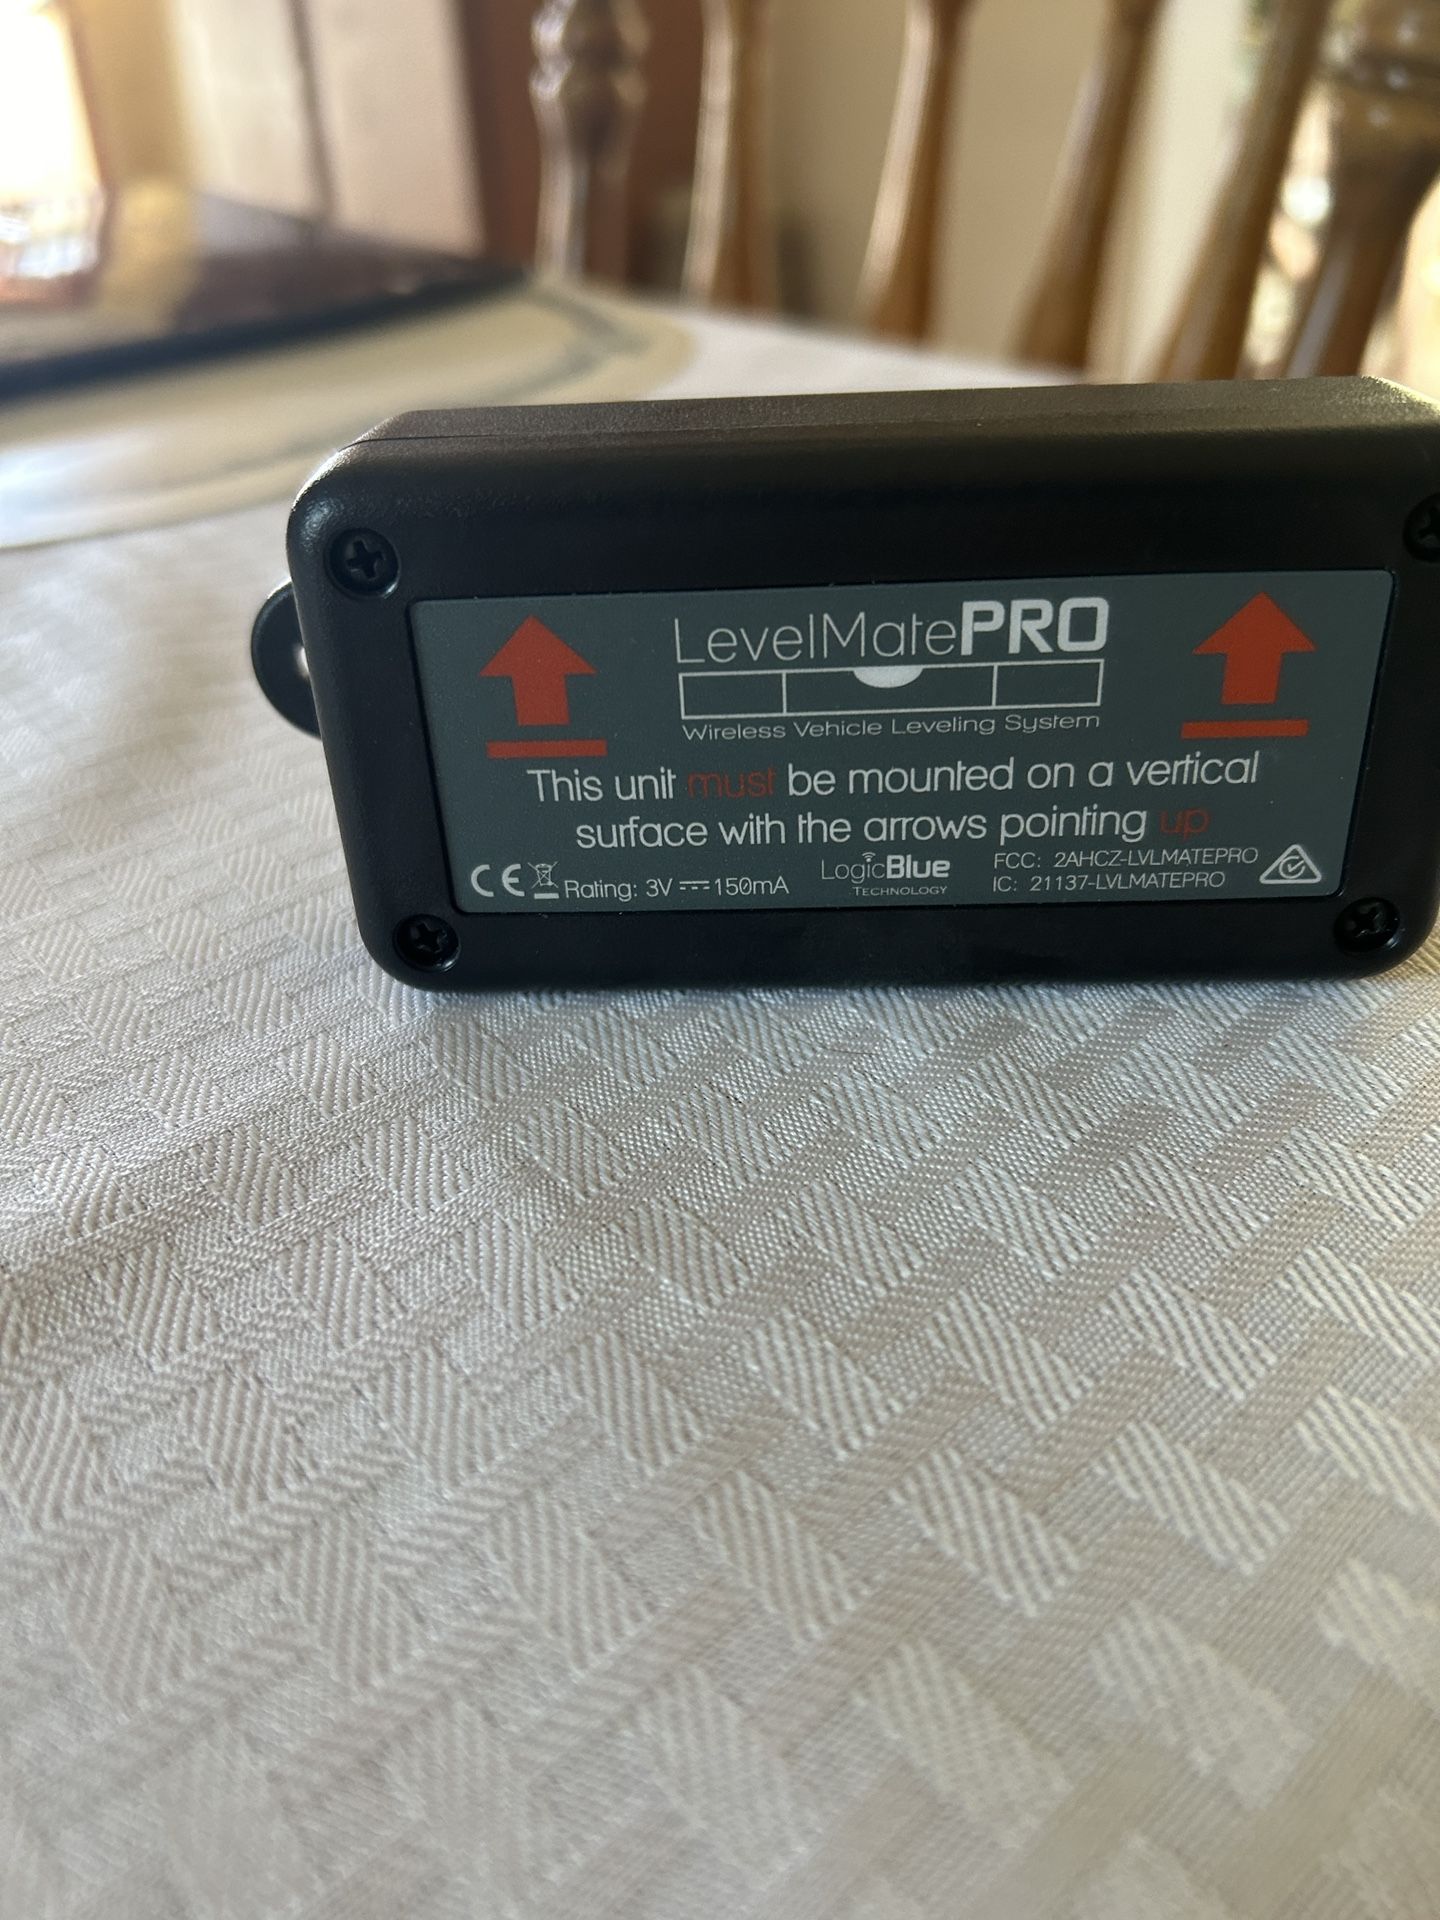 LevelMatePRO
Wireless Vehicle Leveling System
This unit must be mounted on a vertical
surface with the arrows pointing up
CE Rating: 3V ⎓ 150mA
LogicBlue
TECHNOLOGY
FCC: 2AHCZ-LVLMATEPRO
IC: 21137-LVLMATEPRO